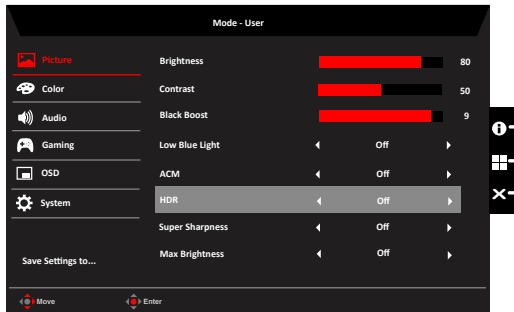 Mode - User
Picture
Brightness 80
Color
Contrast 50
Audio
Black Boost 9
Gaming
Low Blue Light Off
OSD
ACM Off
System
HDR Off
Super Sharpness Off
Save Settings to...
Max Brightness Off
Move Enter